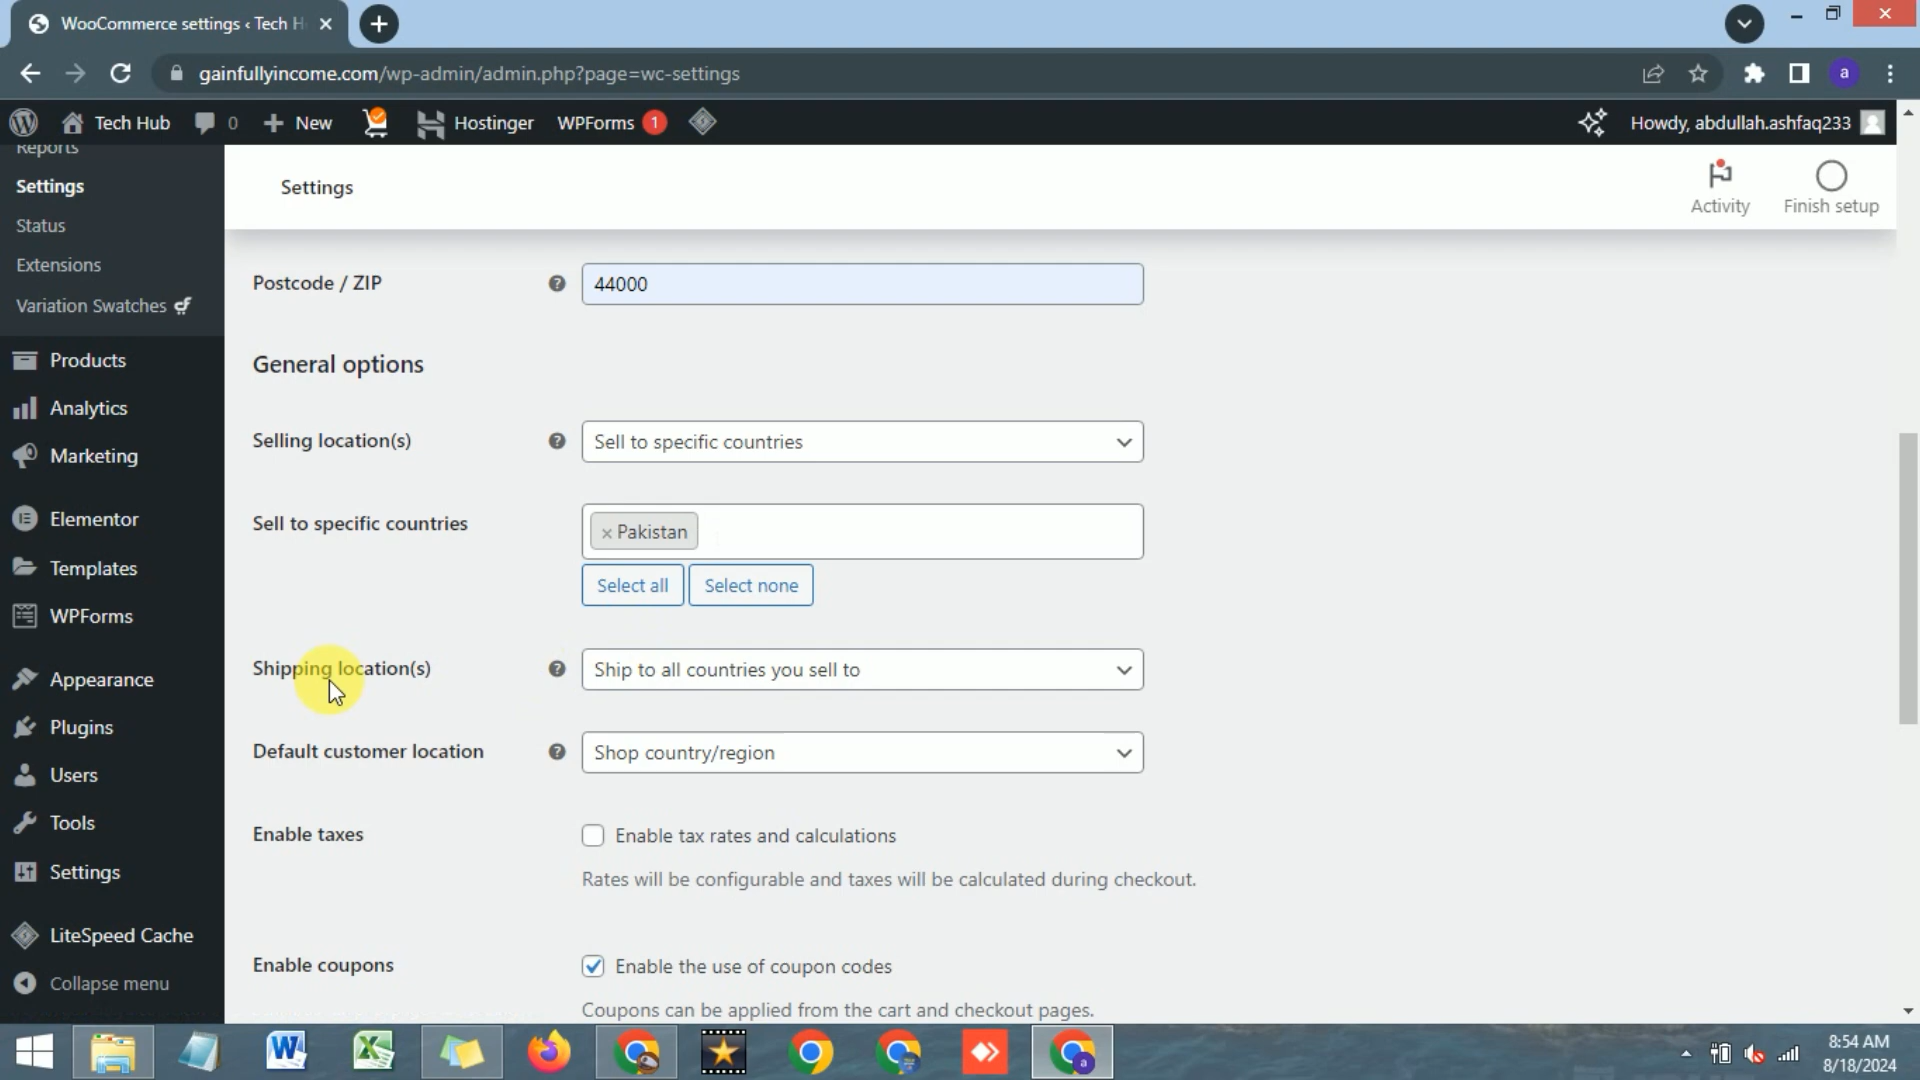 WooCommerce settings ‹ Tech H
gainfullyincome.com/wp-admin/admin.php?page=wc-settings
a
Tech Hub
0
New
Hostinger
WPForms
1
Howdy, abdullah.ashfaq233
Reports
Settings
Status
Extensions
Variation Swatches
Products
Analytics
Marketing
Elementor
Templates
WPForms
Appearance
Plugins
Users
Tools
Settings
LiteSpeed Cache
Collapse menu
Settings
Activity
Finish setup
Postcode / ZIP
44000
General options
Selling location(s)
Sell to specific countries
Sell to specific countries
× Pakistan
Select all
Select none
Shipping location(s)
Ship to all countries you sell to
Default customer location
Shop country/region
Enable taxes
Enable tax rates and calculations
Rates will be configurable and taxes will be calculated during checkout.
Enable coupons
Enable the use of coupon codes
Coupons can be applied from the cart and checkout pages.
8:54 AM
8/18/2024